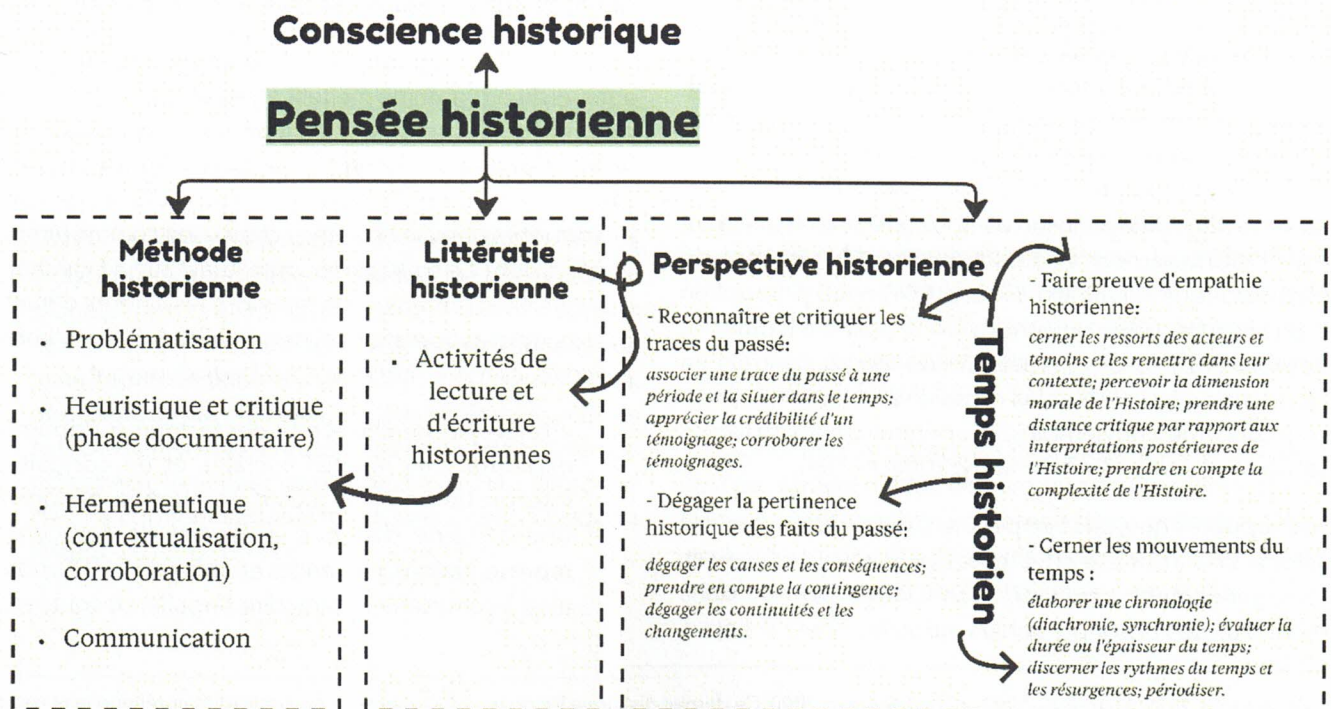 Conscience historique
Pensée historienne
Méthode
historienne
Problématisation
• Heuristique et critique
(phase documentaire)
• Herméneutique
(contextualisation,
corroboration)
• Communication
Littératie
historienne
Activités de
lecture et
d'écriture
historiennes
Perspective historienne
- Reconnaître et critiquer les
traces du passé:
associer une trace du passé à une
période et la situer dans le temps;
apprécier la crédibilité d'un
témoignage; corroborer les
témoignages.
- Dégager la pertinence
historique des faits du passé:
dégager les causes et les conséquences;
prendre en compte la contingence;
dégager les continuités et les
changements.
Temps historien
- Faire preuve d'empathie
historienne:
cerner les ressorts des acteurs et
témoins et les remettre dans leur
contexte; percevoir la dimension
morale de l'Histoire; prendre une
distance critique par rapport aux
interprétations postérieures de
l'Histoire; prendre en compte la
complexité de l'Histoire.
- Cerner les mouvements du
temps :
élaborer une chronologie
(diachronie, synchronie); évaluer la
durée ou l'épaisseur du temps;
discerner les rythmes du temps et
les résurgences; périodiser.